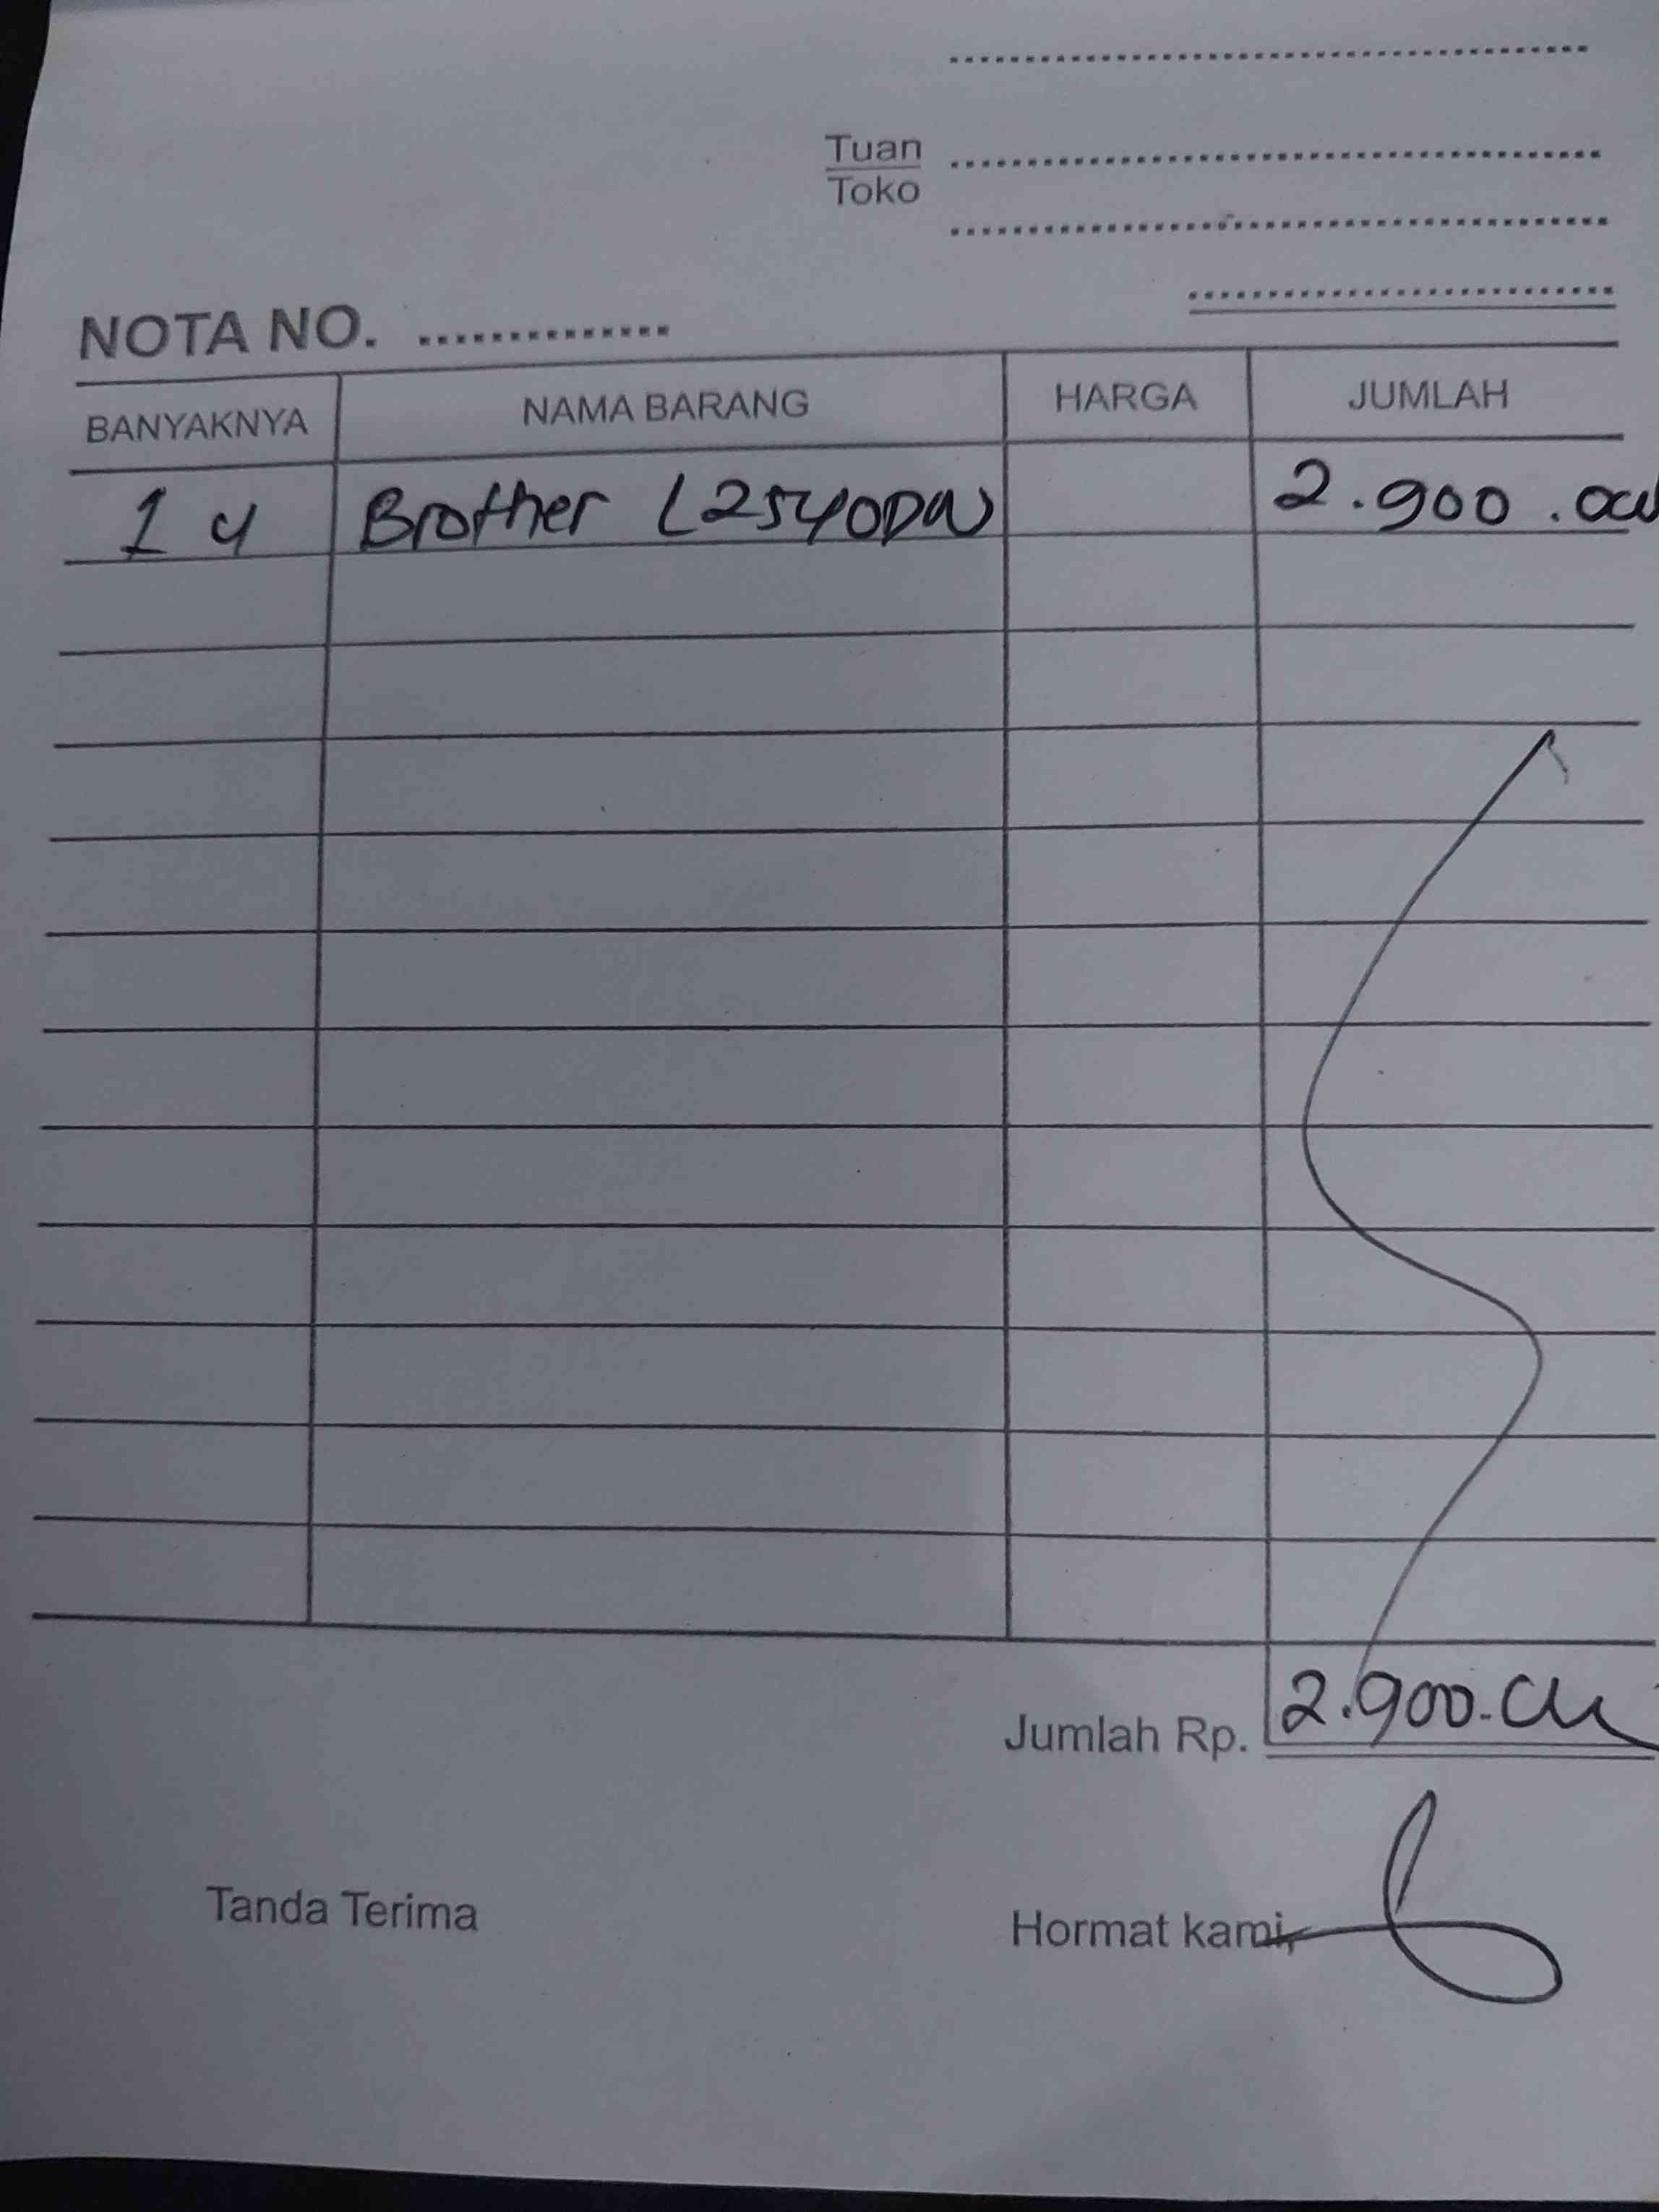 Tuan
Toko
NOTA NO.
BANYAKNYA NAMA BARANG HARGA JUMLAH
1 4 Brother L2540DW 2.900.000
Jumlah Rp. 2.900.
Tanda Terima Hormat kami,